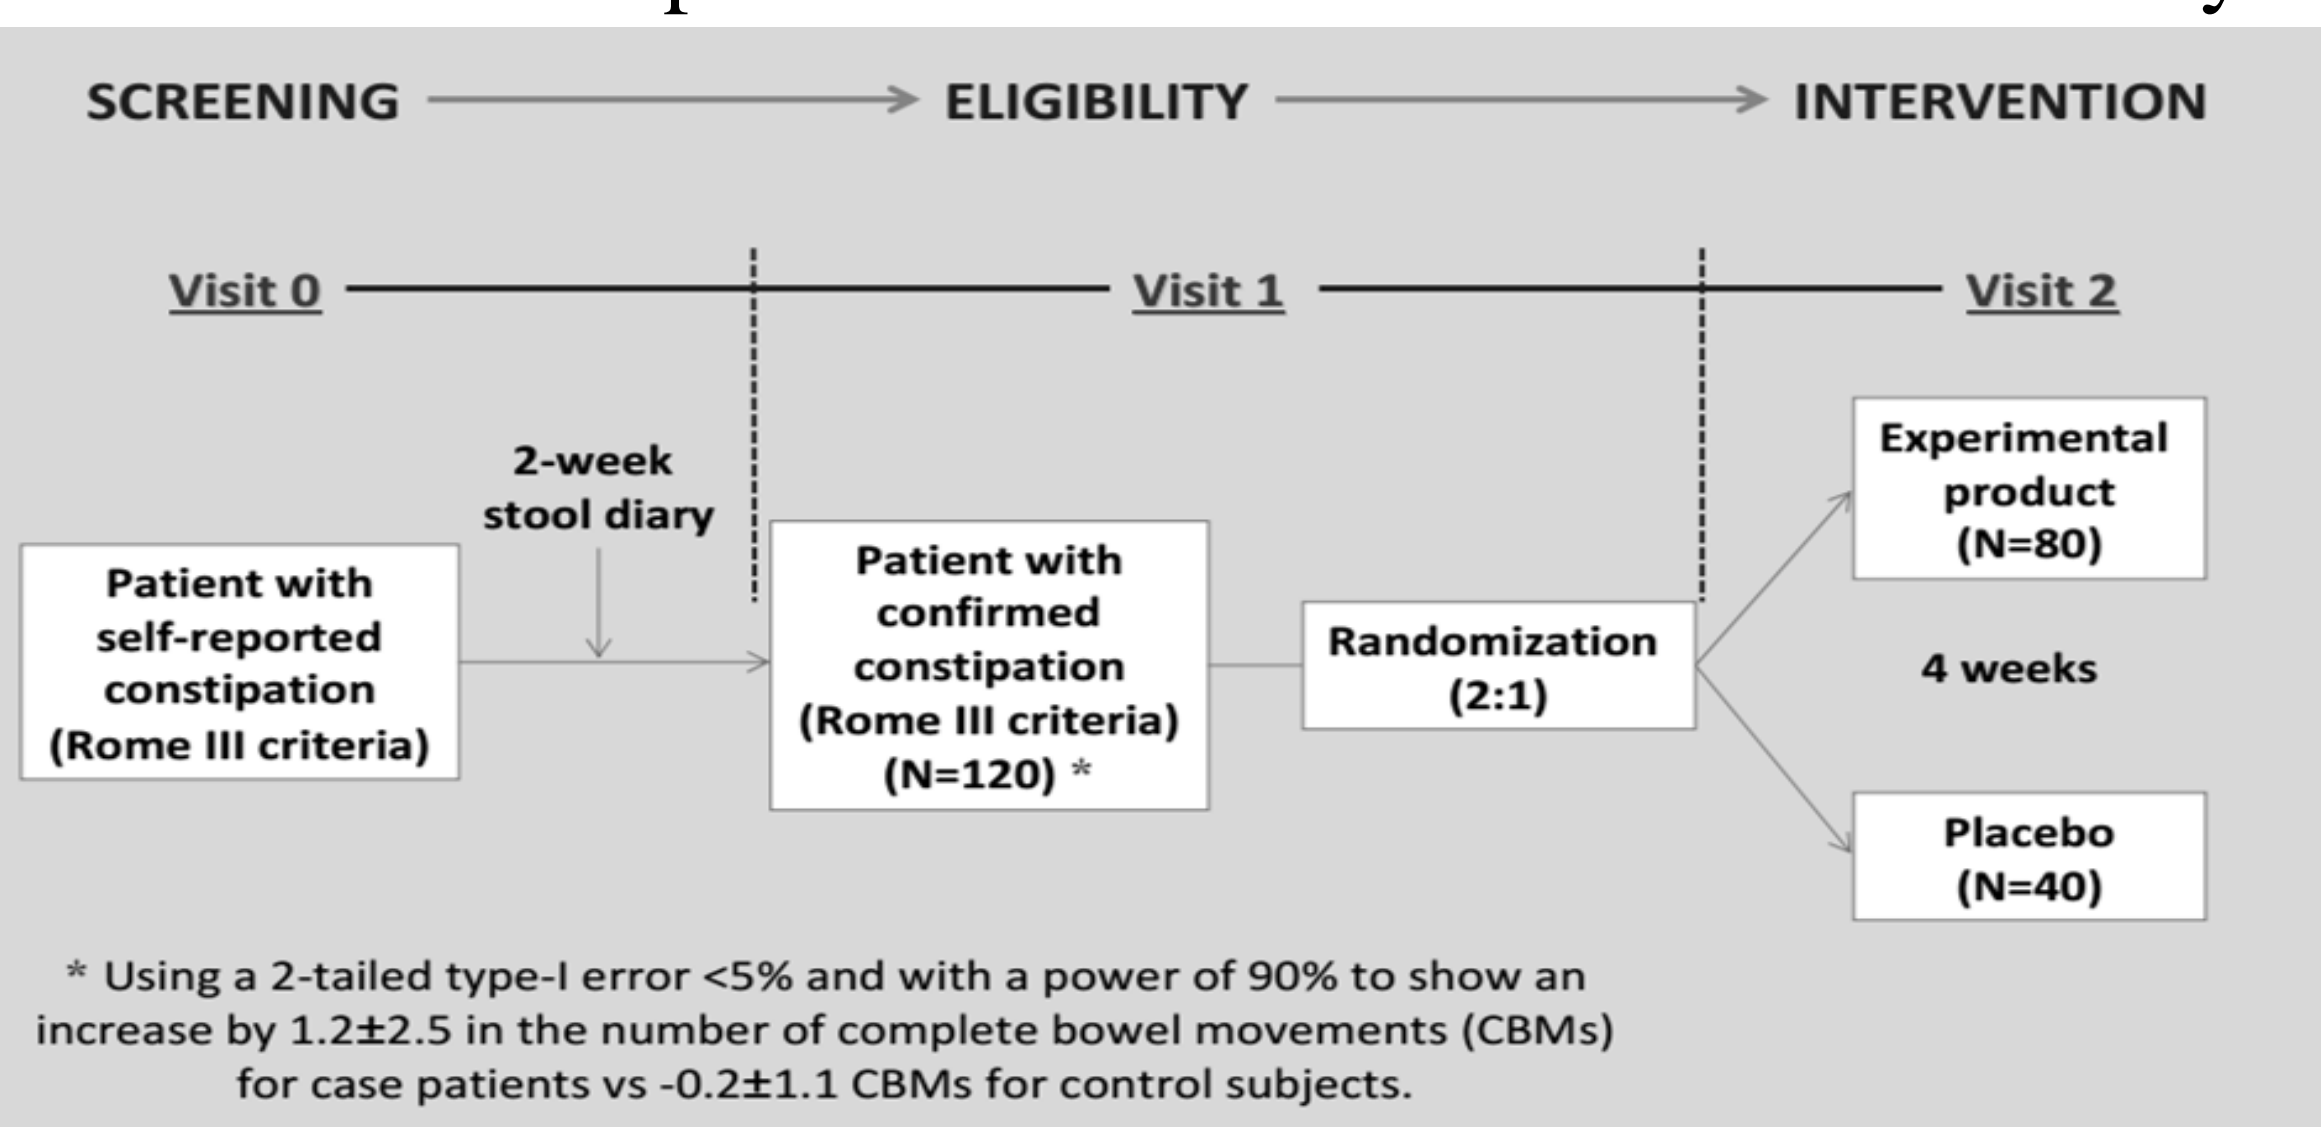 SCREENING
ELIGIBILITY
INTERVENTION
Visit 0
Visit 1
Visit 2
2-week
stool diary
Patient with
self-reported
constipation
(Rome III criteria)
Patient with
confirmed
constipation
(Rome III criteria)
(N=120) *
Randomization
(2:1)
Experimental
product
(N=80)
4 weeks
Placebo
(N=40)
* Using a 2-tailed type-I error <5% and with a power of 90% to show an
increase by 1.2±2.5 in the number of complete bowel movements (CBMs)
for case patients vs -0.2±1.1 CBMs for control subjects.